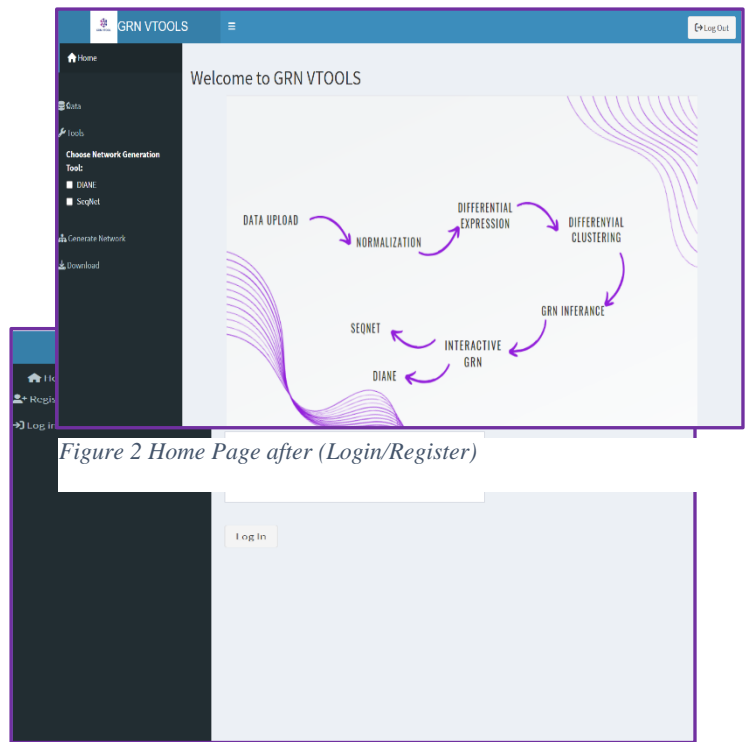 GRN VTOOLS
Log Out
Home
Data
Tools
Choose Network Generation
Tool:
DIANE
SeqNet
Generate Network
Download
Welcome to GRN VTOOLS
DATA UPLOAD
NORMALIZATION
DIFFERENTIAL
EXPRESSION
DIFFERENYIAL
CLUSTERING
GRN INFERANCE
INTERACTIVE
GRN
SEQNET
DIANE
Figure 2 Home Page after (Login/Register)
Log In